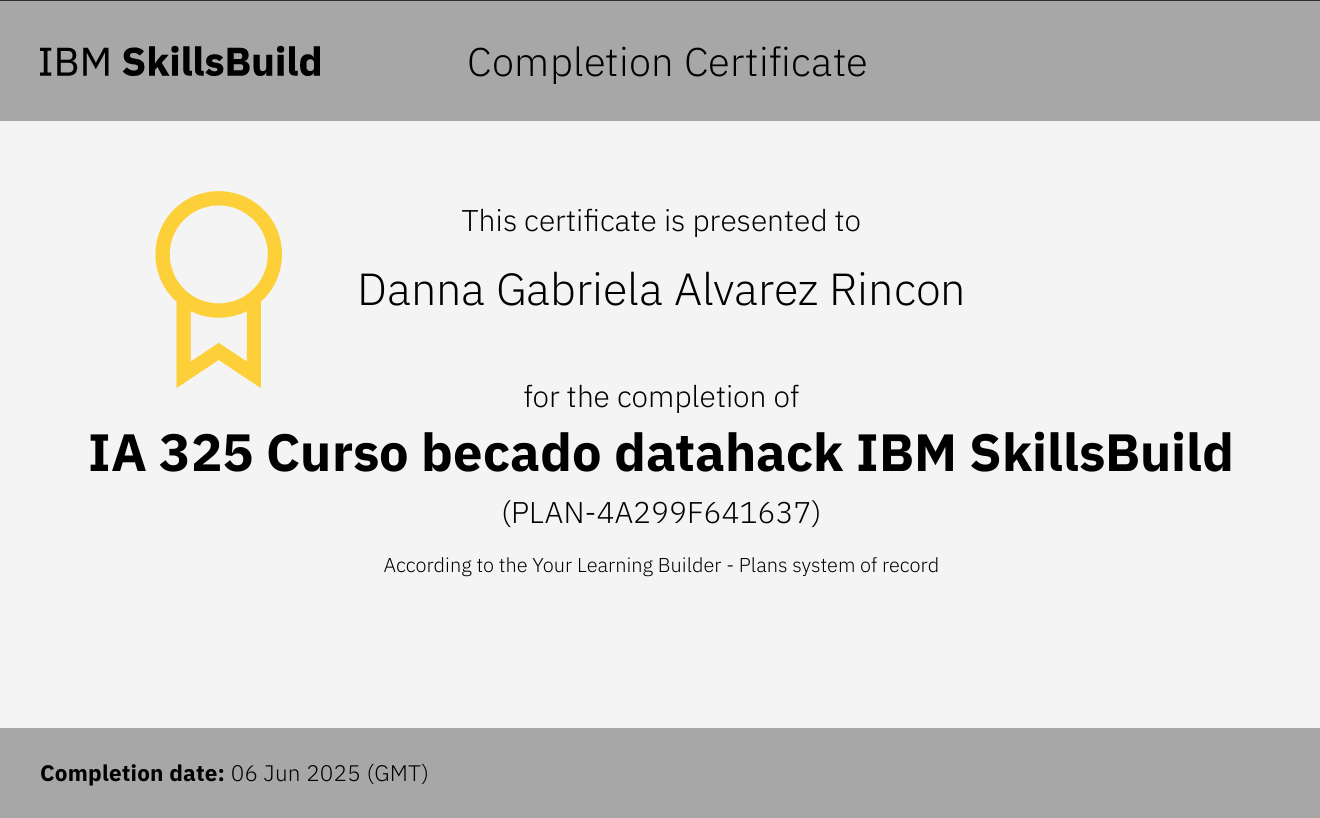 IBM SkillsBuild
Completion Certificate
This certificate is presented to
Danna Gabriela Alvarez Rincon
for the completion of
IA 325 Curso becado datahack IBM SkillsBuild
(PLAN-4A299F641637)
According to the Your Learning Builder - Plans system of record
Completion date: 06 Jun 2025 (GMT)